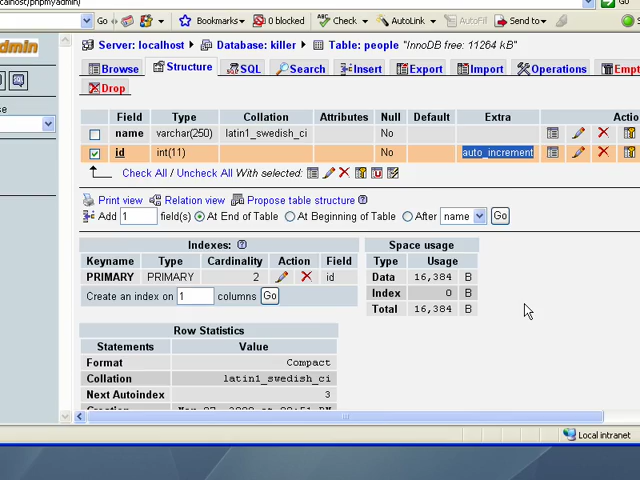 /phpmyadmin/
Go Bookmarks 0 blocked Check AutoLink AutoFill Send to
dmin
Server: localhost Database: killer Table: people "InnoDB free: 11264 kB"
Browse Structure SQL Search Insert Export Import Operations Empt
Drop
Field Type Collation Attributes Null Default Extra Actio
name varchar(250) latin1_swedish_ci No
id int(11) No auto_increment
Check All / Uncheck All With selected:
Print view Relation view Propose table structure
Add 1 field(s) At End of Table At Beginning of Table After name Go
Indexes: Space usage
Keyname Type Cardinality Action Field Type Usage
PRIMARY PRIMARY 2 id Data 16,384 B
Create an index on 1 columns Go Index 0 B
Total 16,384 B
Row Statistics
Statements Value
Format Compact
Collation latin1_swedish_ci
Next Autoindex 3
Local intranet